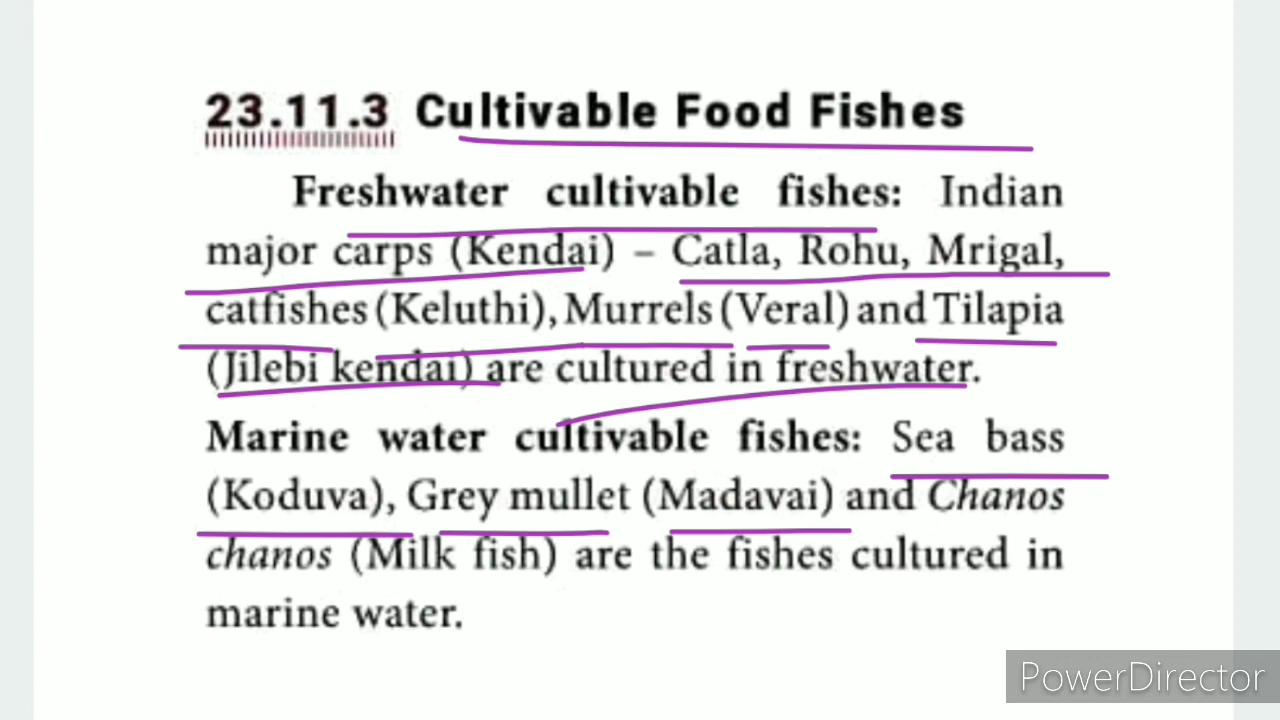 23.11.3 Cultivable Food Fishes
Freshwater cultivable fishes: Indian
major carps (Kendai) – Catla, Rohu, Mrigal,
catfishes (Keluthi), Murrels (Veral) and Tilapia
(Jilebi kendai) are cultured in freshwater.
Marine water cultivable fishes: Sea bass
(Koduva), Grey mullet (Madavai) and Chanos
chanos (Milk fish) are the fishes cultured in
marine water.
PowerDirector